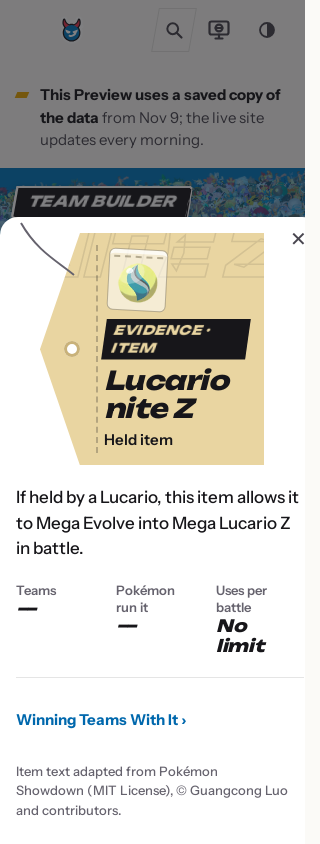 This Preview uses a saved copy of
the data from Nov 9; the live site
updates every morning.
TEAM BUILDER
EVIDENCE ·
ITEM
Lucario
nite Z
Held item
If held by a Lucario, this item allows it
to Mega Evolve into Mega Lucario Z
in battle.
Teams
—
Pokémon
run it
—
Uses per
battle
No
limit
Winning Teams With It ›
Item text adapted from Pokémon
Showdown (MIT License), © Guangcong Luo
and contributors.